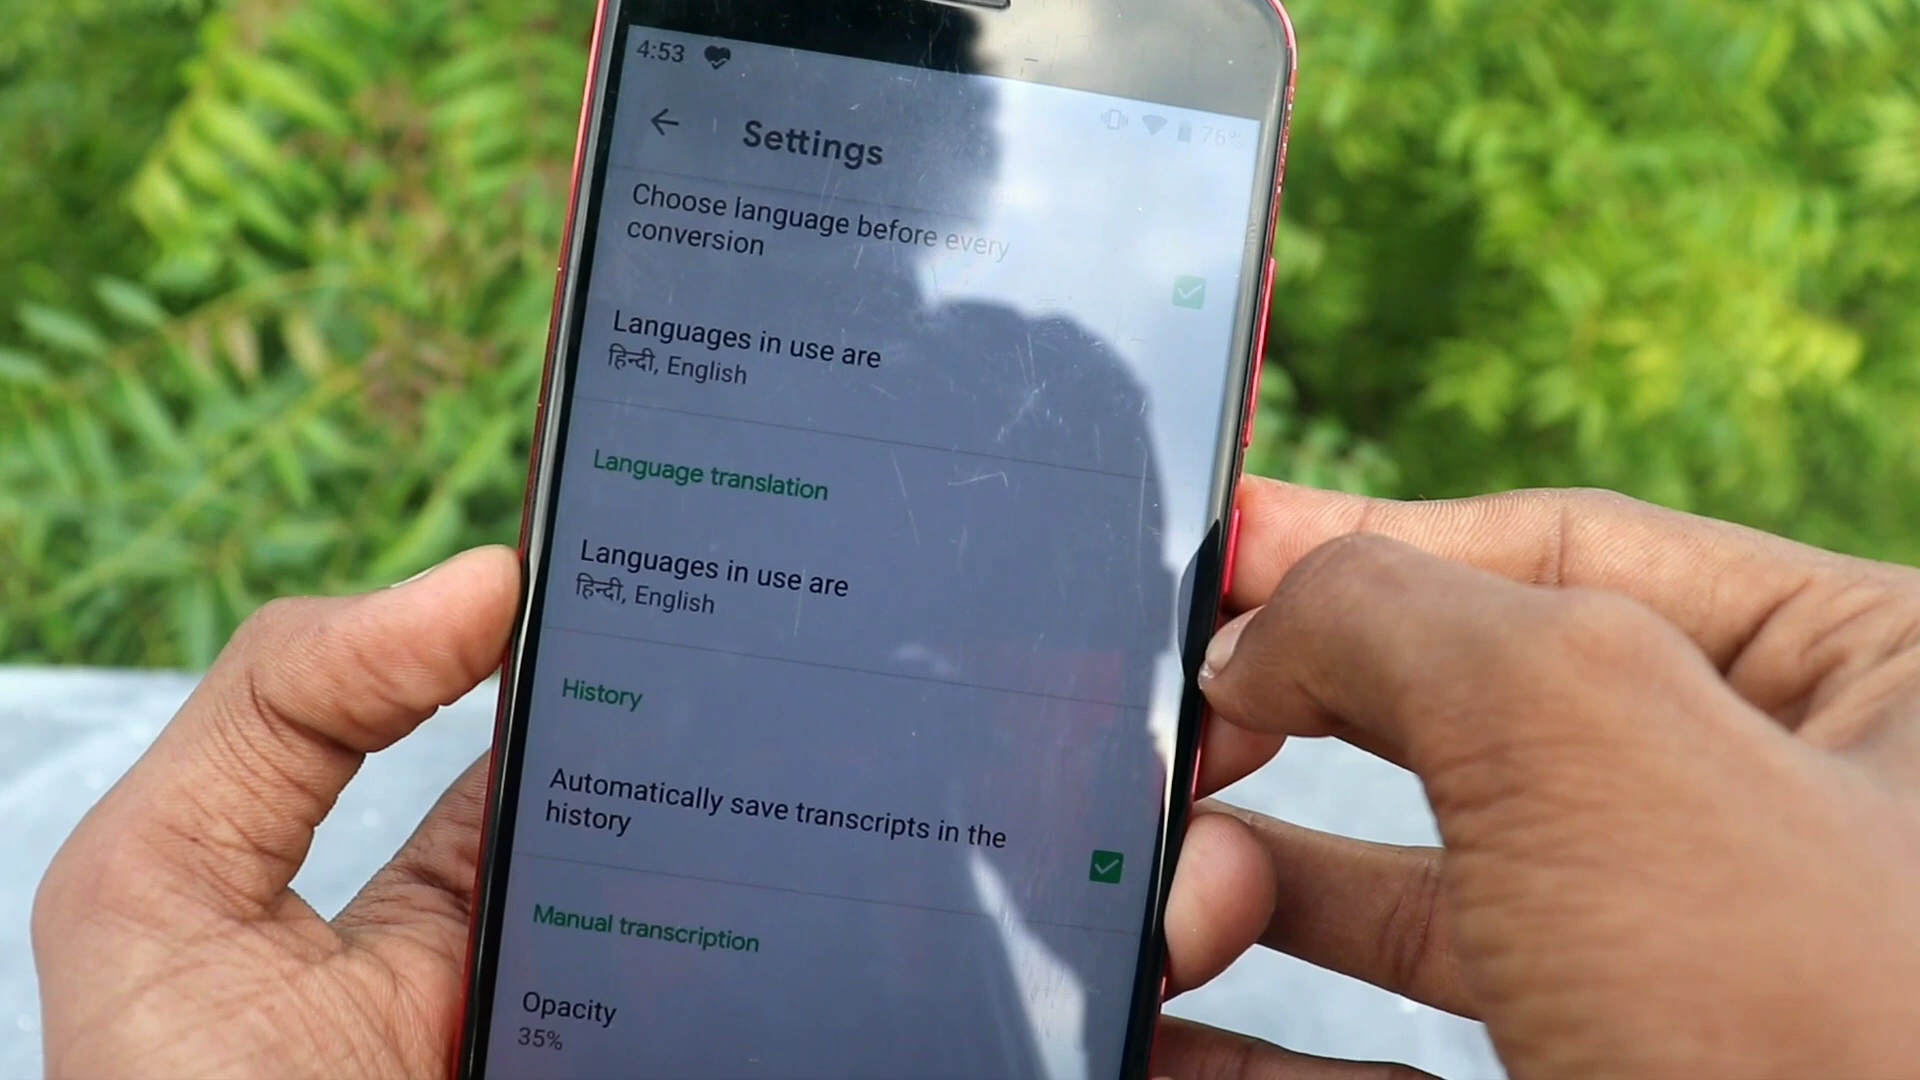 4:53
76%
Settings
Choose language before every
conversion
Languages in use are
हिन्दी, English
Language translation
Languages in use are
हिन्दी, English
History
Automatically save transcripts in the
history
Manual transcription
Opacity
35%